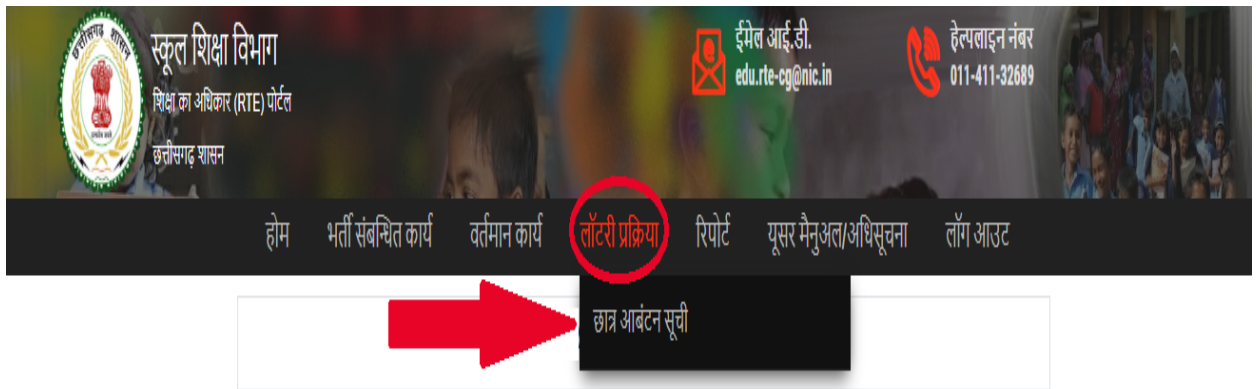 स्कूल शिक्षा विभाग
शिक्षा का अधिकार (RTE) पोर्टल
छत्तीसगढ़ शासन
ईमेल आई.डी.
edu.rte-cg@nic.in
हेल्पलाइन नंबर
011-411-32689
होम भर्ती संबन्धित कार्य वर्तमान कार्य लॉटरी प्रक्रिया रिपोर्ट यूसर मैनुअल/अधिसूचना लॉग आउट
छात्र आबंटन सूची